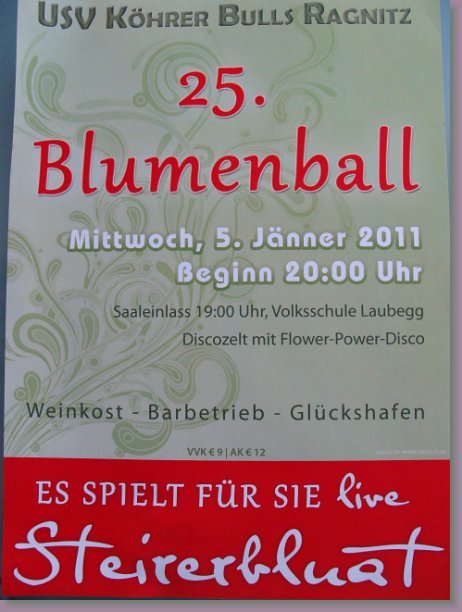 USV KÖHRER BULLS RAGNITZ
25.
Blumenball
Mittwoch, 5. Jänner 2011
Beginn 20:00 Uhr
Saaleinlass 19:00 Uhr, Volksschule Laubegg
Discozelt mit Flower-Power-Disco
Weinkost - Barbetrieb - Glückshafen
VVK € 9 | AK € 12
ES SPIELT FÜR SIE live
Steirerbluat